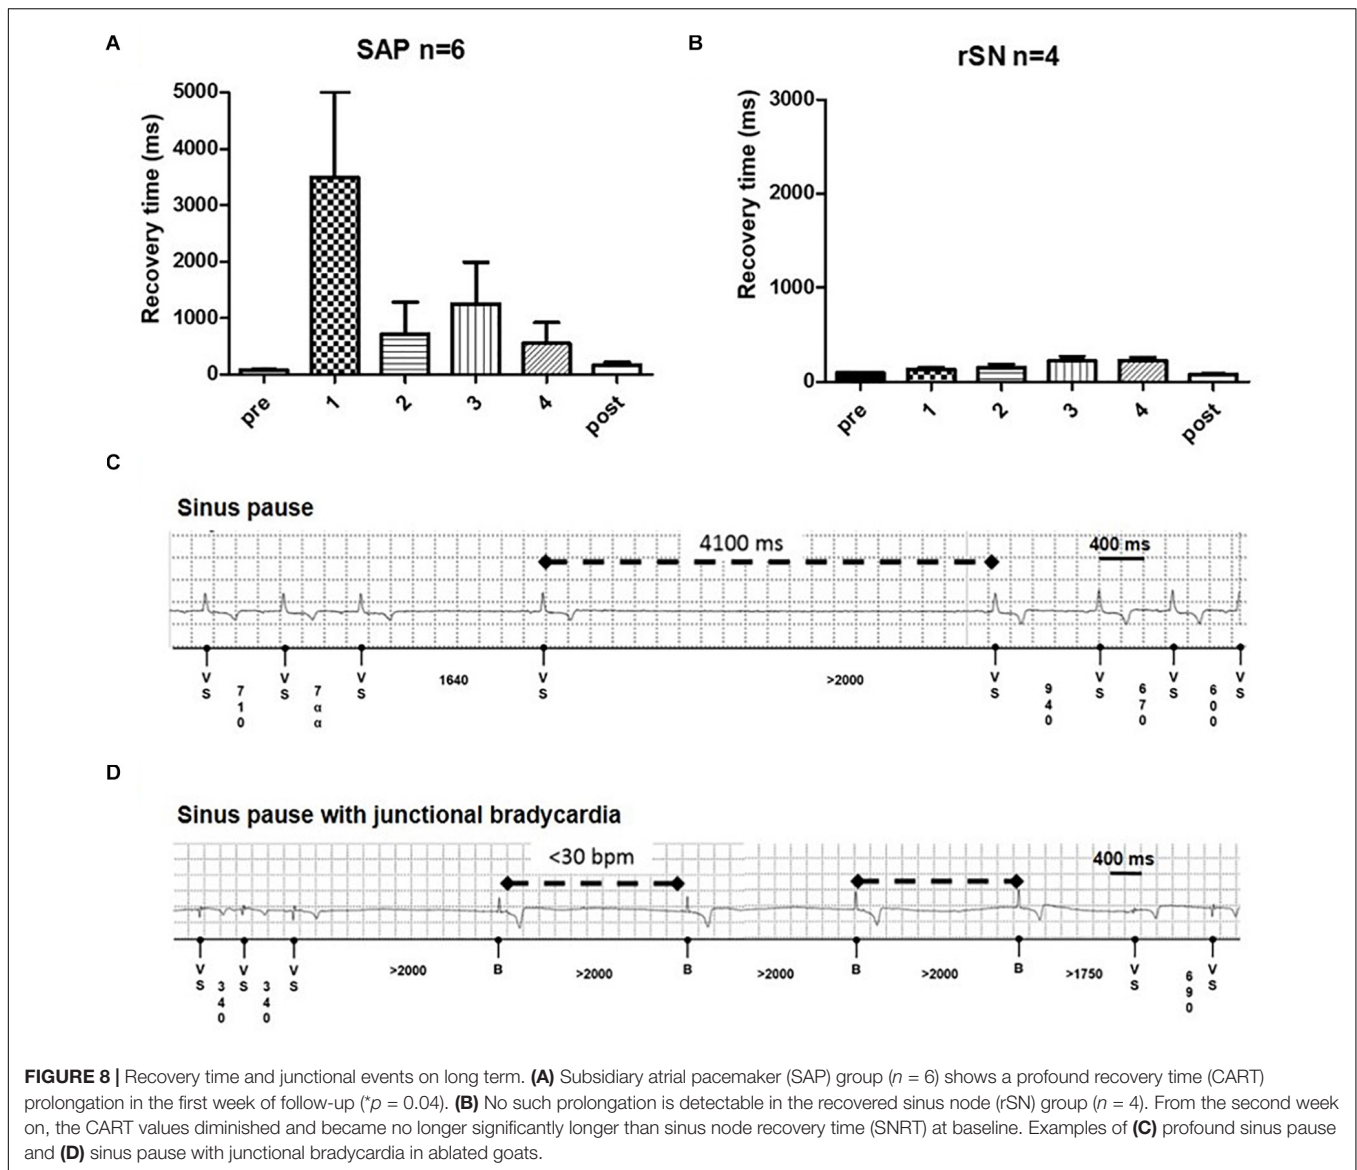 A
SAP n=6
Recovery time (ms)
5000
4000
3000
2000
1000
0
pre
1
2
3
4
post
B
rSN n=4
Recovery time (ms)
3000
2000
1000
0
pre
1
2
3
4
post
C
Sinus pause
4100 ms
400 ms
VS
710
VS
7αα
VS
1640
VS
>2000
VS
940
VS
670
VS
600
VS
D
Sinus pause with junctional bradycardia
<30 bpm
400 ms
VS
340
VS
340
VS
>2000
B
>2000
B
>2000
B
>2000
B
>1750
VS
690
VS
FIGURE 8 | Recovery time and junctional events on long term. (A) Subsidiary atrial pacemaker (SAP) group (n = 6) shows a profound recovery time (CART)
prolongation in the first week of follow-up (*p = 0.04). (B) No such prolongation is detectable in the recovered sinus node (rSN) group (n = 4). From the second week
on, the CART values diminished and became no longer significantly longer than sinus node recovery time (SNRT) at baseline. Examples of (C) profound sinus pause
and (D) sinus pause with junctional bradycardia in ablated goats.